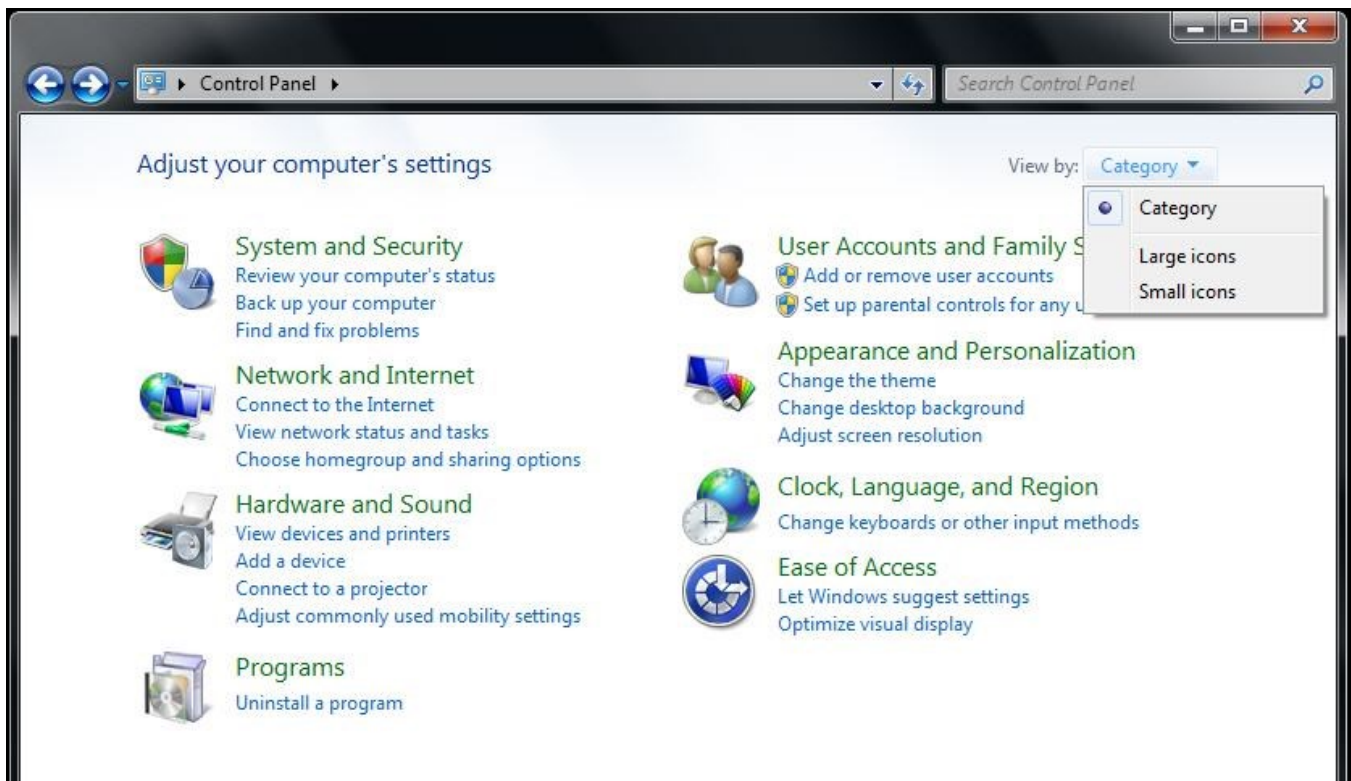 Control Panel
Search Control Panel
Adjust your computer's settings
View by: Category
Category
Large icons
Small icons
System and Security
Review your computer's status
Back up your computer
Find and fix problems
Network and Internet
Connect to the Internet
View network status and tasks
Choose homegroup and sharing options
Hardware and Sound
View devices and printers
Add a device
Connect to a projector
Adjust commonly used mobility settings
Programs
Uninstall a program
User Accounts and Family S
Add or remove user accounts
Set up parental controls for any u
Appearance and Personalization
Change the theme
Change desktop background
Adjust screen resolution
Clock, Language, and Region
Change keyboards or other input methods
Ease of Access
Let Windows suggest settings
Optimize visual display